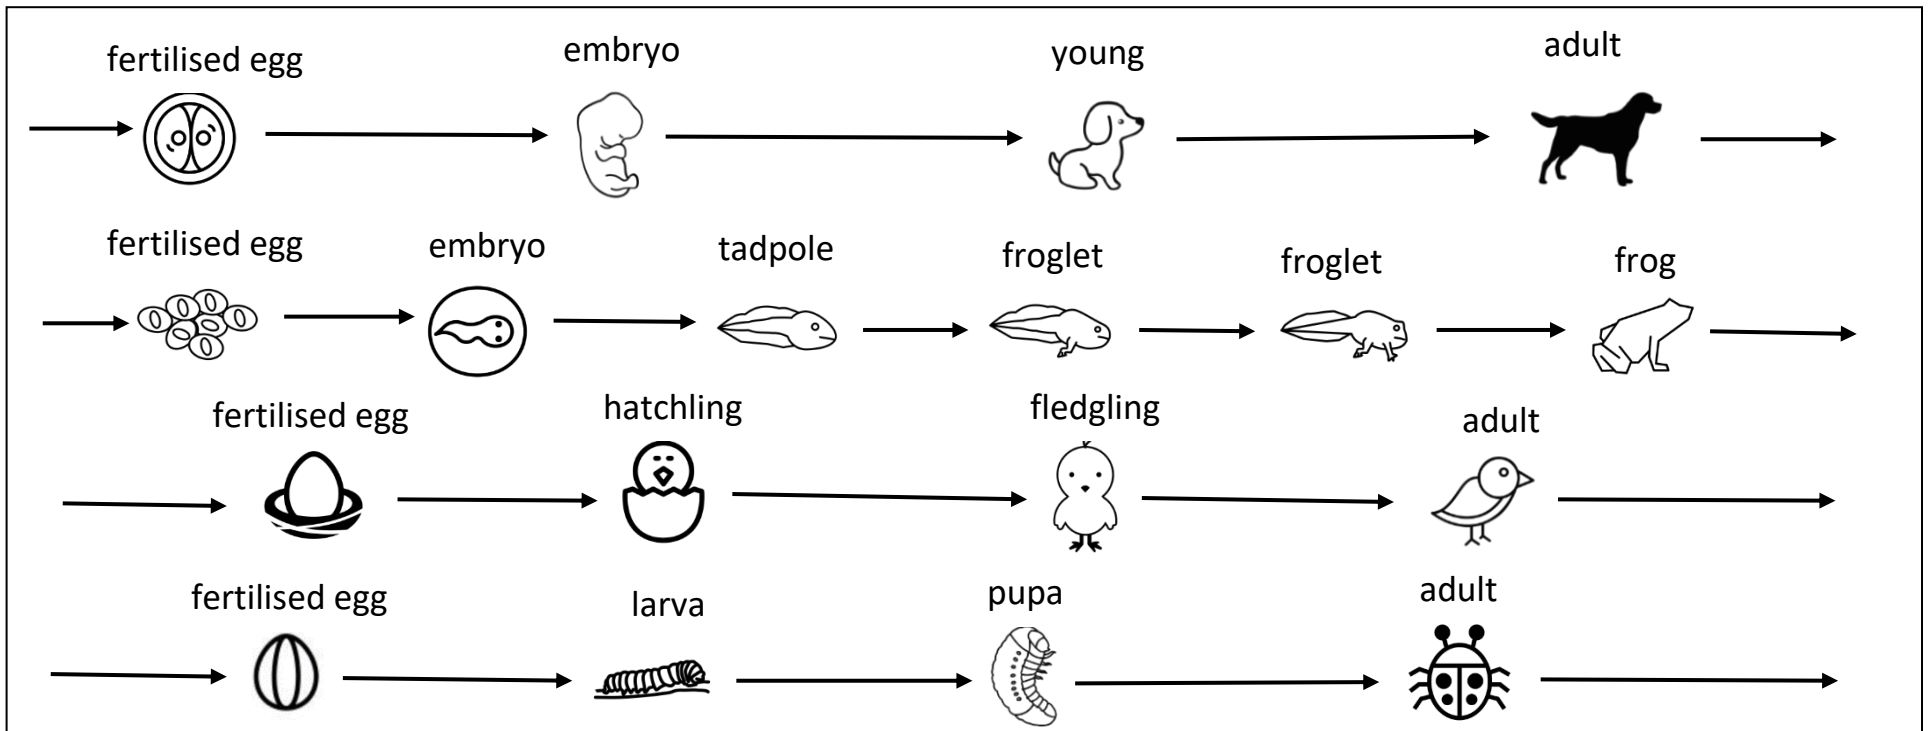 fertilised egg
embryo
young
adult
fertilised egg
embryo
tadpole
froglet
froglet
frog
fertilised egg
hatchling
fledgling
adult
fertilised egg
larva
pupa
adult